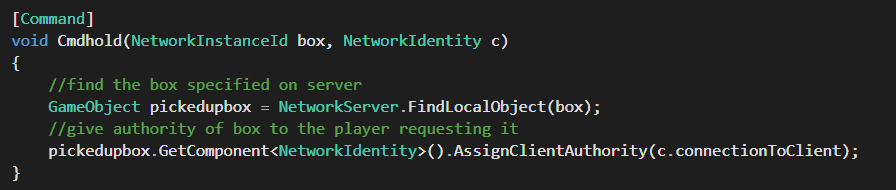 [Command]
void Cmdhold(NetworkInstanceId box, NetworkIdentity c)
{
    //find the box specified on server
    GameObject pickedupbox = NetworkServer.FindLocalObject(box);
    //give authority of box to the player requesting it
    pickedupbox.GetComponent<NetworkIdentity>().AssignClientAuthority(c.connectionToClient);
}